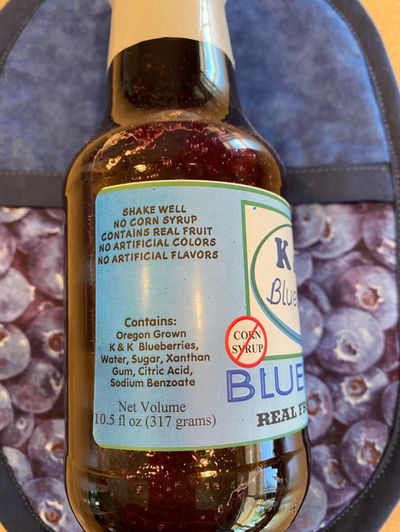 SHAKE WELL
NO CORN SYRUP
CONTAINS REAL FRUIT
NO ARTIFICIAL COLORS
NO ARTIFICIAL FLAVORS
Contains:
Oregon Grown
K & K Blueberries,
Water, Sugar, Xanthan
Gum, Citric Acid,
Sodium Benzoate
Net Volume
10.5 fl oz (317 grams)
K
Blue
CORN
SYRUP
BLUE
REAL